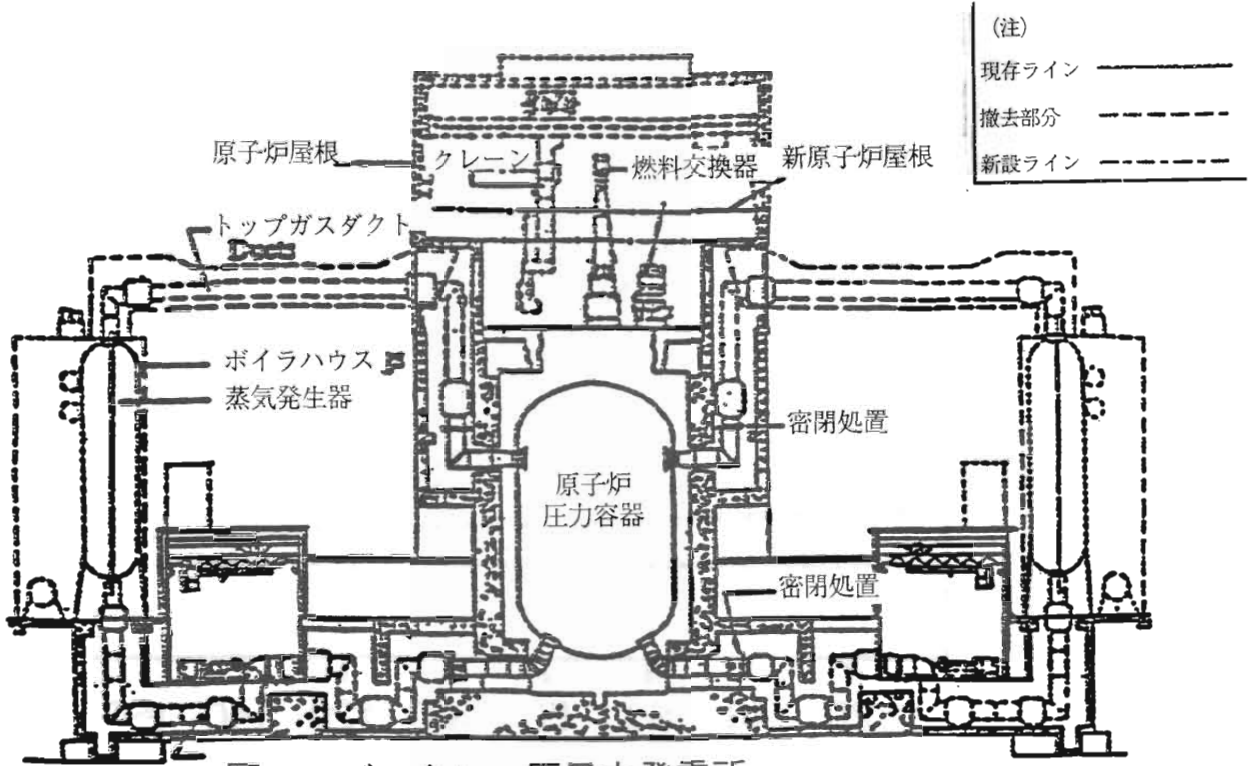 (注)
現存ライン
撤去部分
新設ライン
原子炉屋根
クレーン
燃料交換器
新原子炉屋根
トップガスダクト
ボイラハウス
蒸気発生器
密閉処置
原子炉
圧力容器
密閉処置